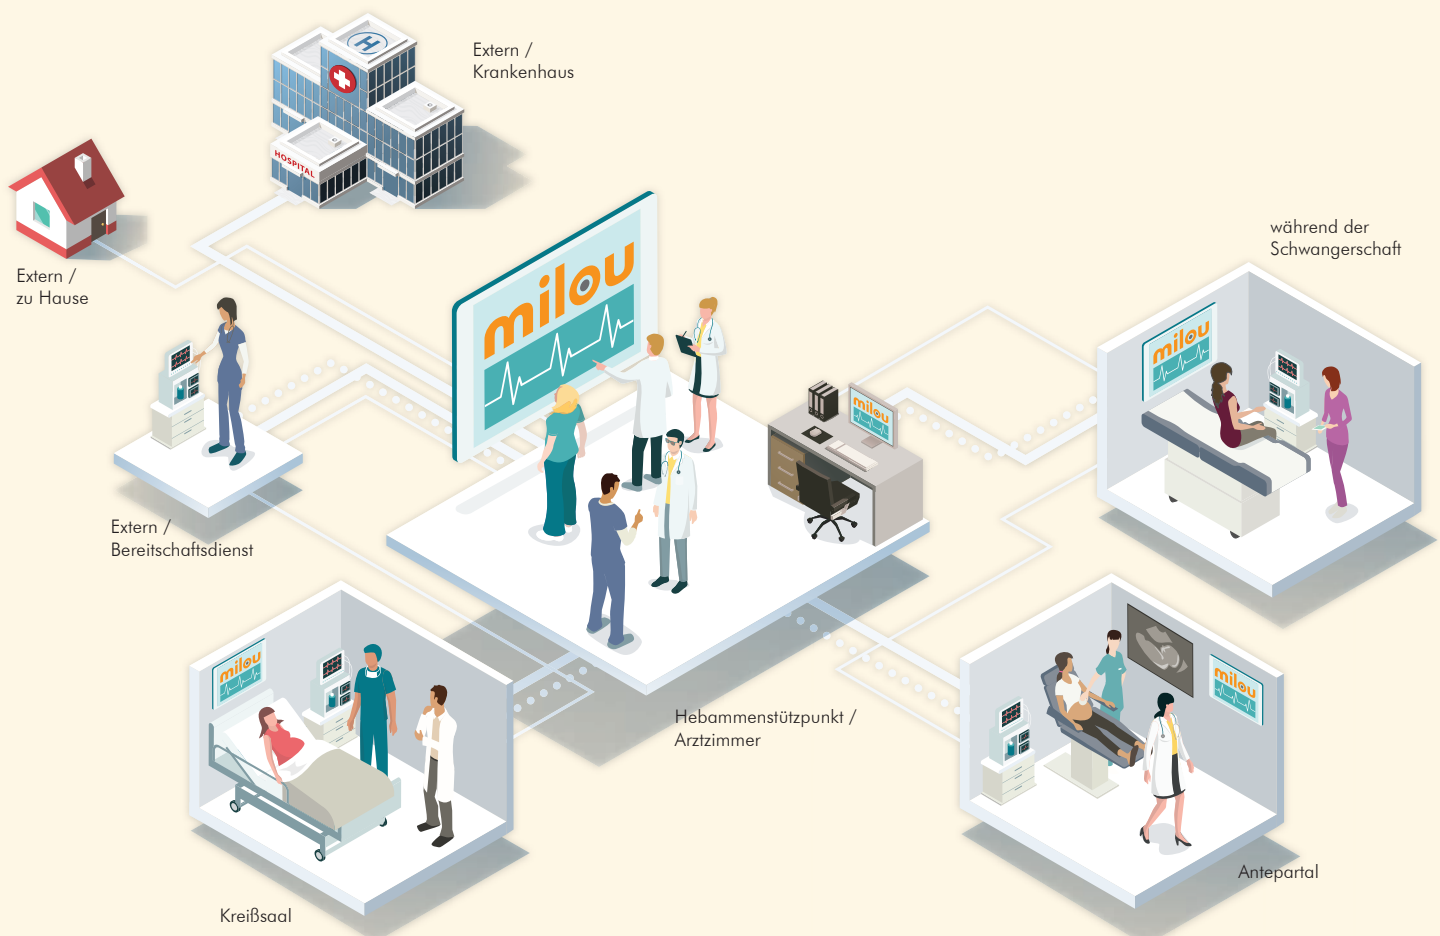 Extern /
Krankenhaus
HOSPITAL
H
Extern /
zu Hause
während der
Schwangerschaft
milou
milou
milou
Extern /
Bereitschaftsdienst
milou
milou
Hebammenstützpunkt /
Arztzimmer
Antepartal
Kreißsaal